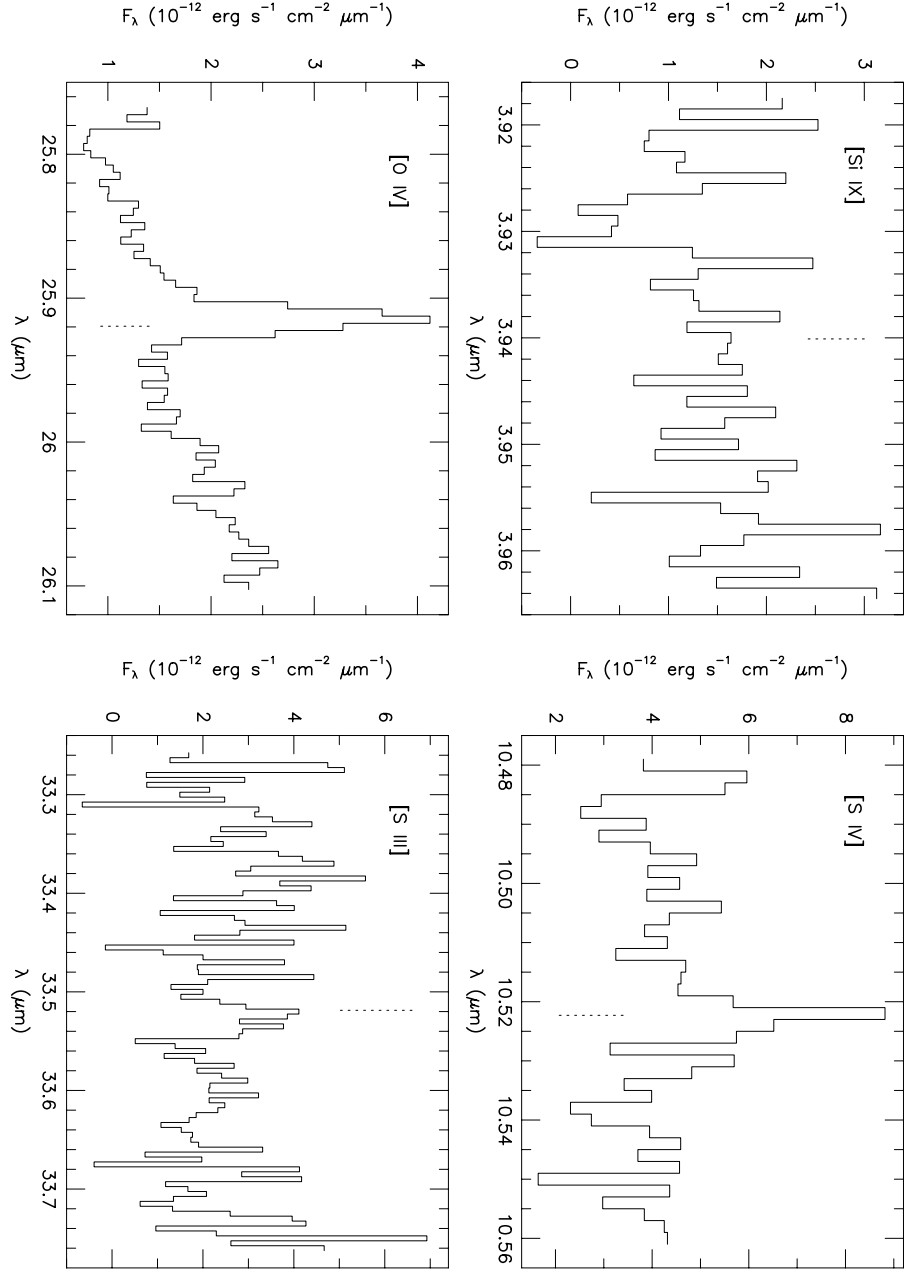 [Si IX]
F_λ (10⁻¹² erg s⁻¹ cm⁻² μm⁻¹)
0 1 2 3
3.92 3.93 3.94 3.95 3.96
λ (μm)
[S IV]
F_λ (10⁻¹² erg s⁻¹ cm⁻² μm⁻¹)
2 4 6 8
10.48 10.50 10.52 10.54 10.56
λ (μm)
[O IV]
F_λ (10⁻¹² erg s⁻¹ cm⁻² μm⁻¹)
1 2 3 4
25.8 25.9 26 26.1
λ (μm)
[S III]
F_λ (10⁻¹² erg s⁻¹ cm⁻² μm⁻¹)
0 2 4 6
33.3 33.4 33.5 33.6 33.7
λ (μm)